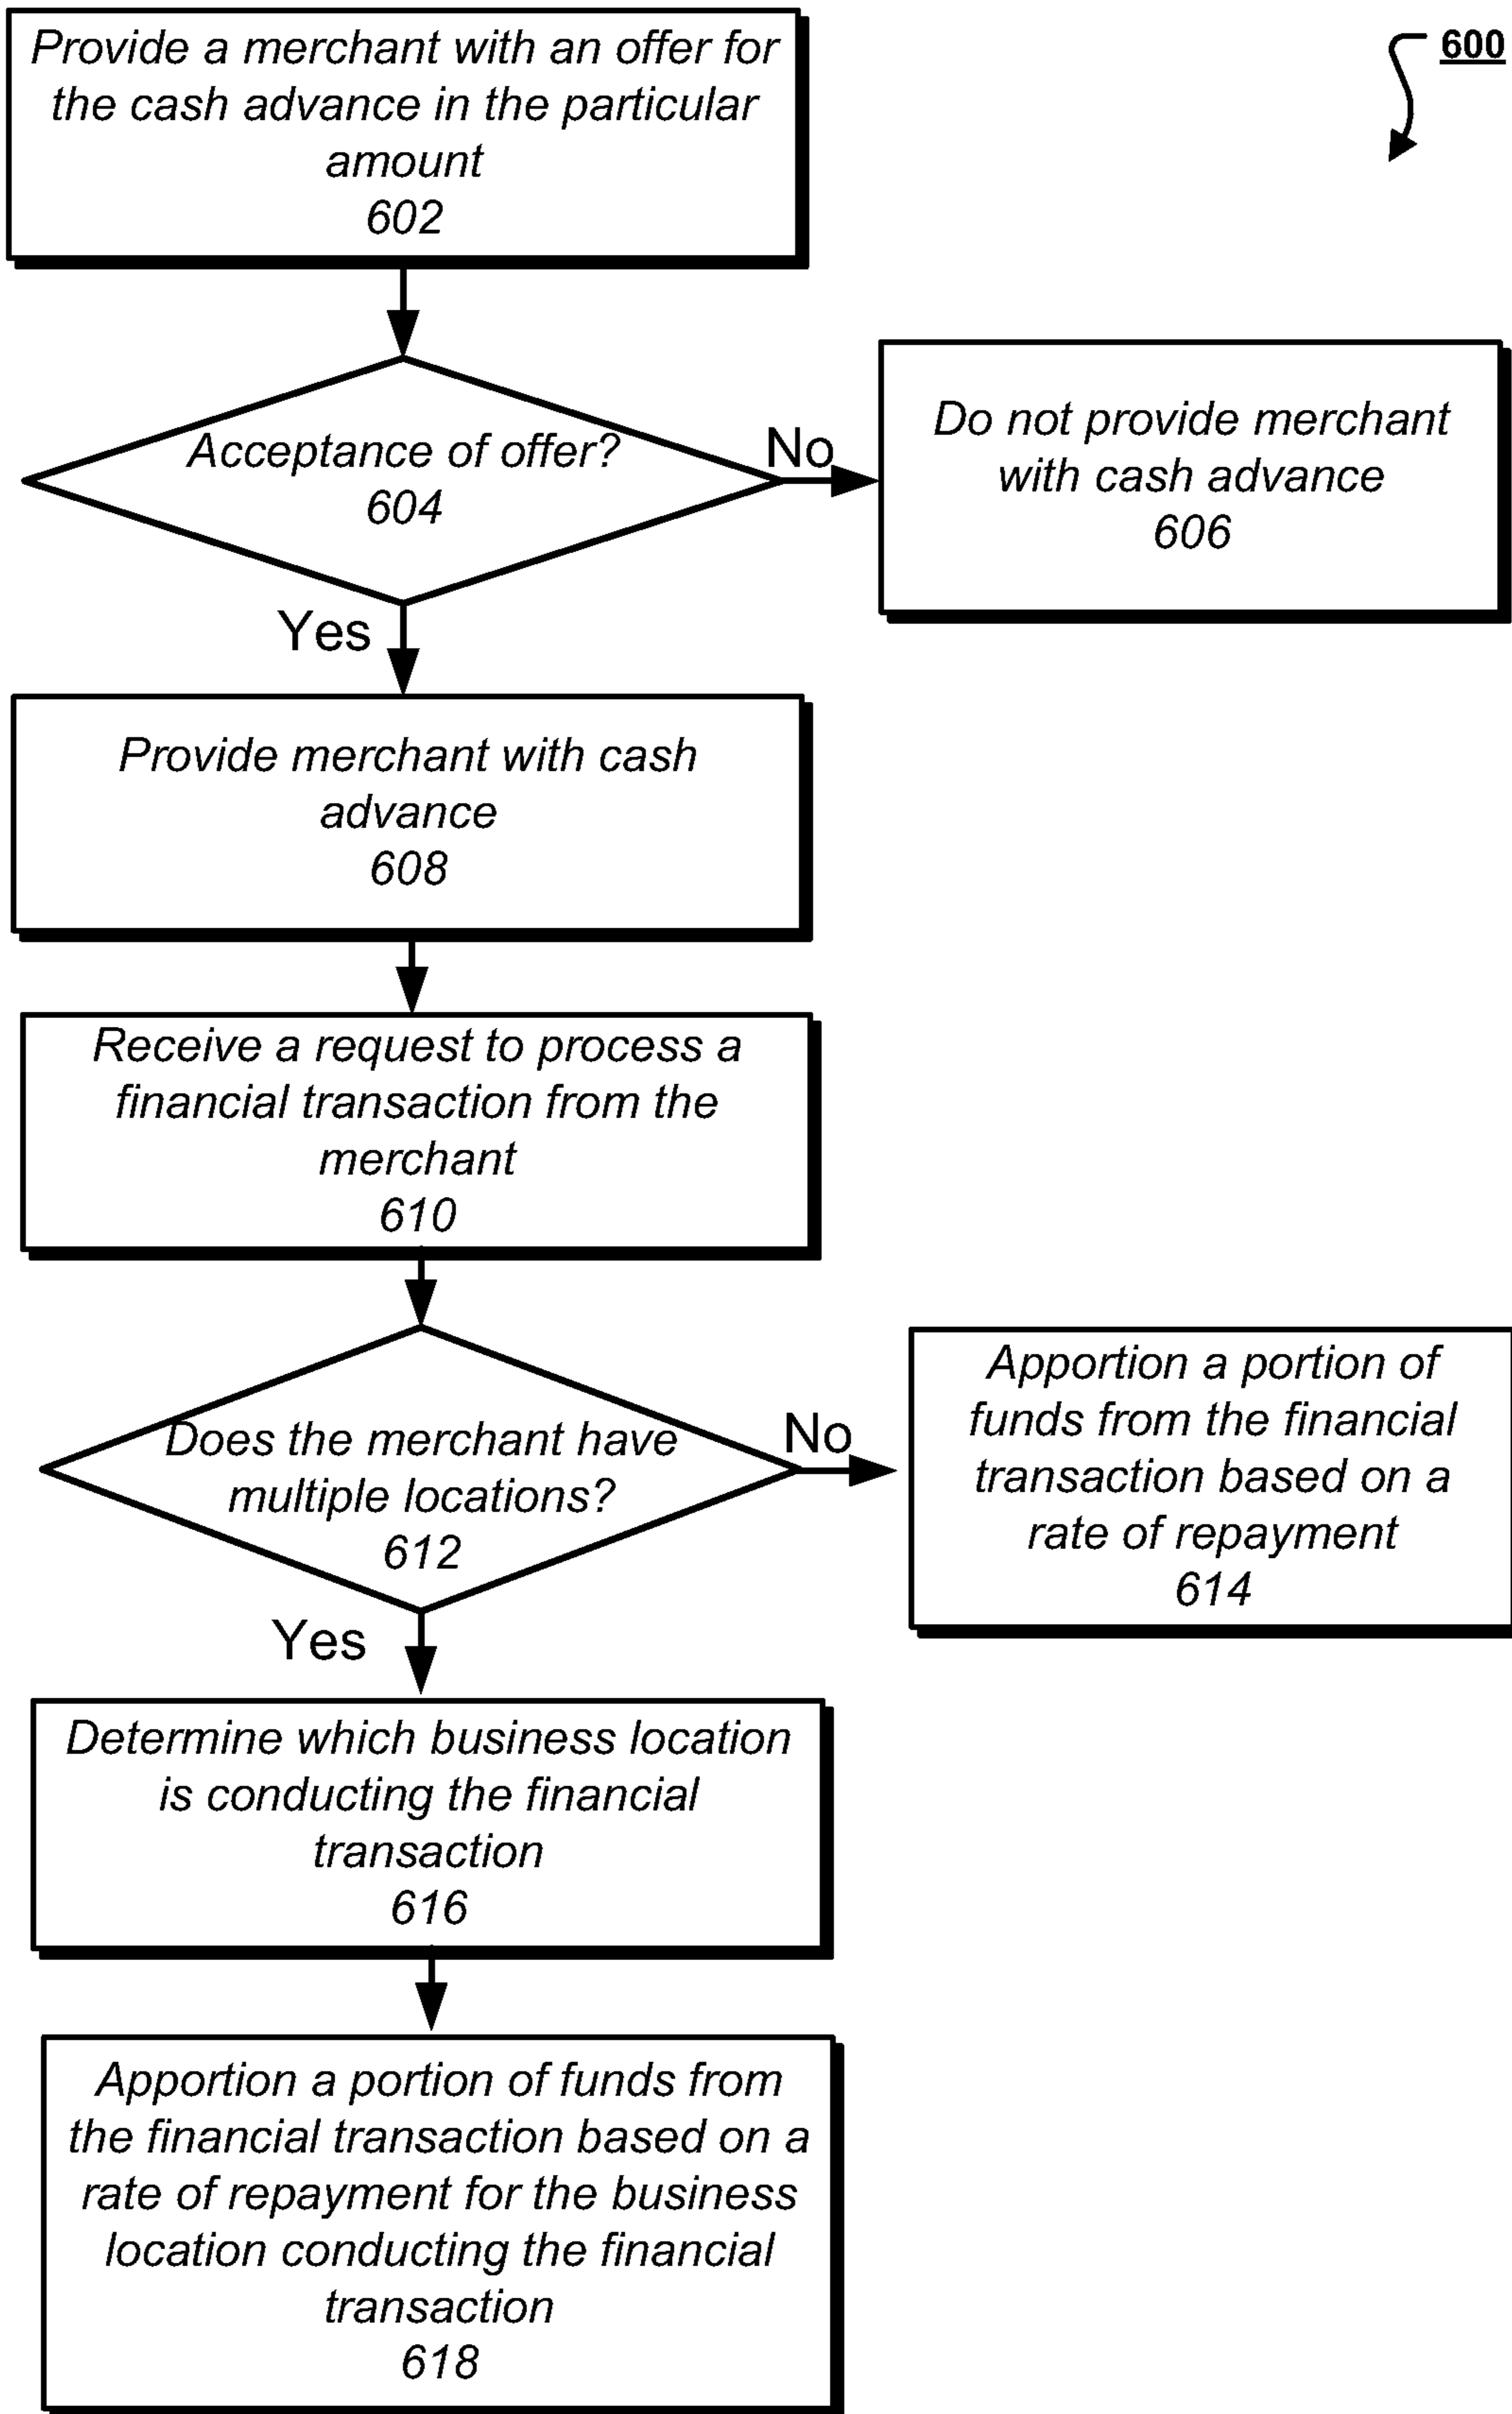 600
Provide a merchant with an offer for
the cash advance in the particular
amount
602
Acceptance of offer?
604
No
Do not provide merchant
with cash advance
606
Yes
Provide merchant with cash
advance
608
Receive a request to process a
financial transaction from the
merchant
610
Does the merchant have
multiple locations?
612
No
Apportion a portion of
funds from the financial
transaction based on a
rate of repayment
614
Yes
Determine which business location
is conducting the financial
transaction
616
Apportion a portion of funds from
the financial transaction based on a
rate of repayment for the business
location conducting the financial
transaction
618